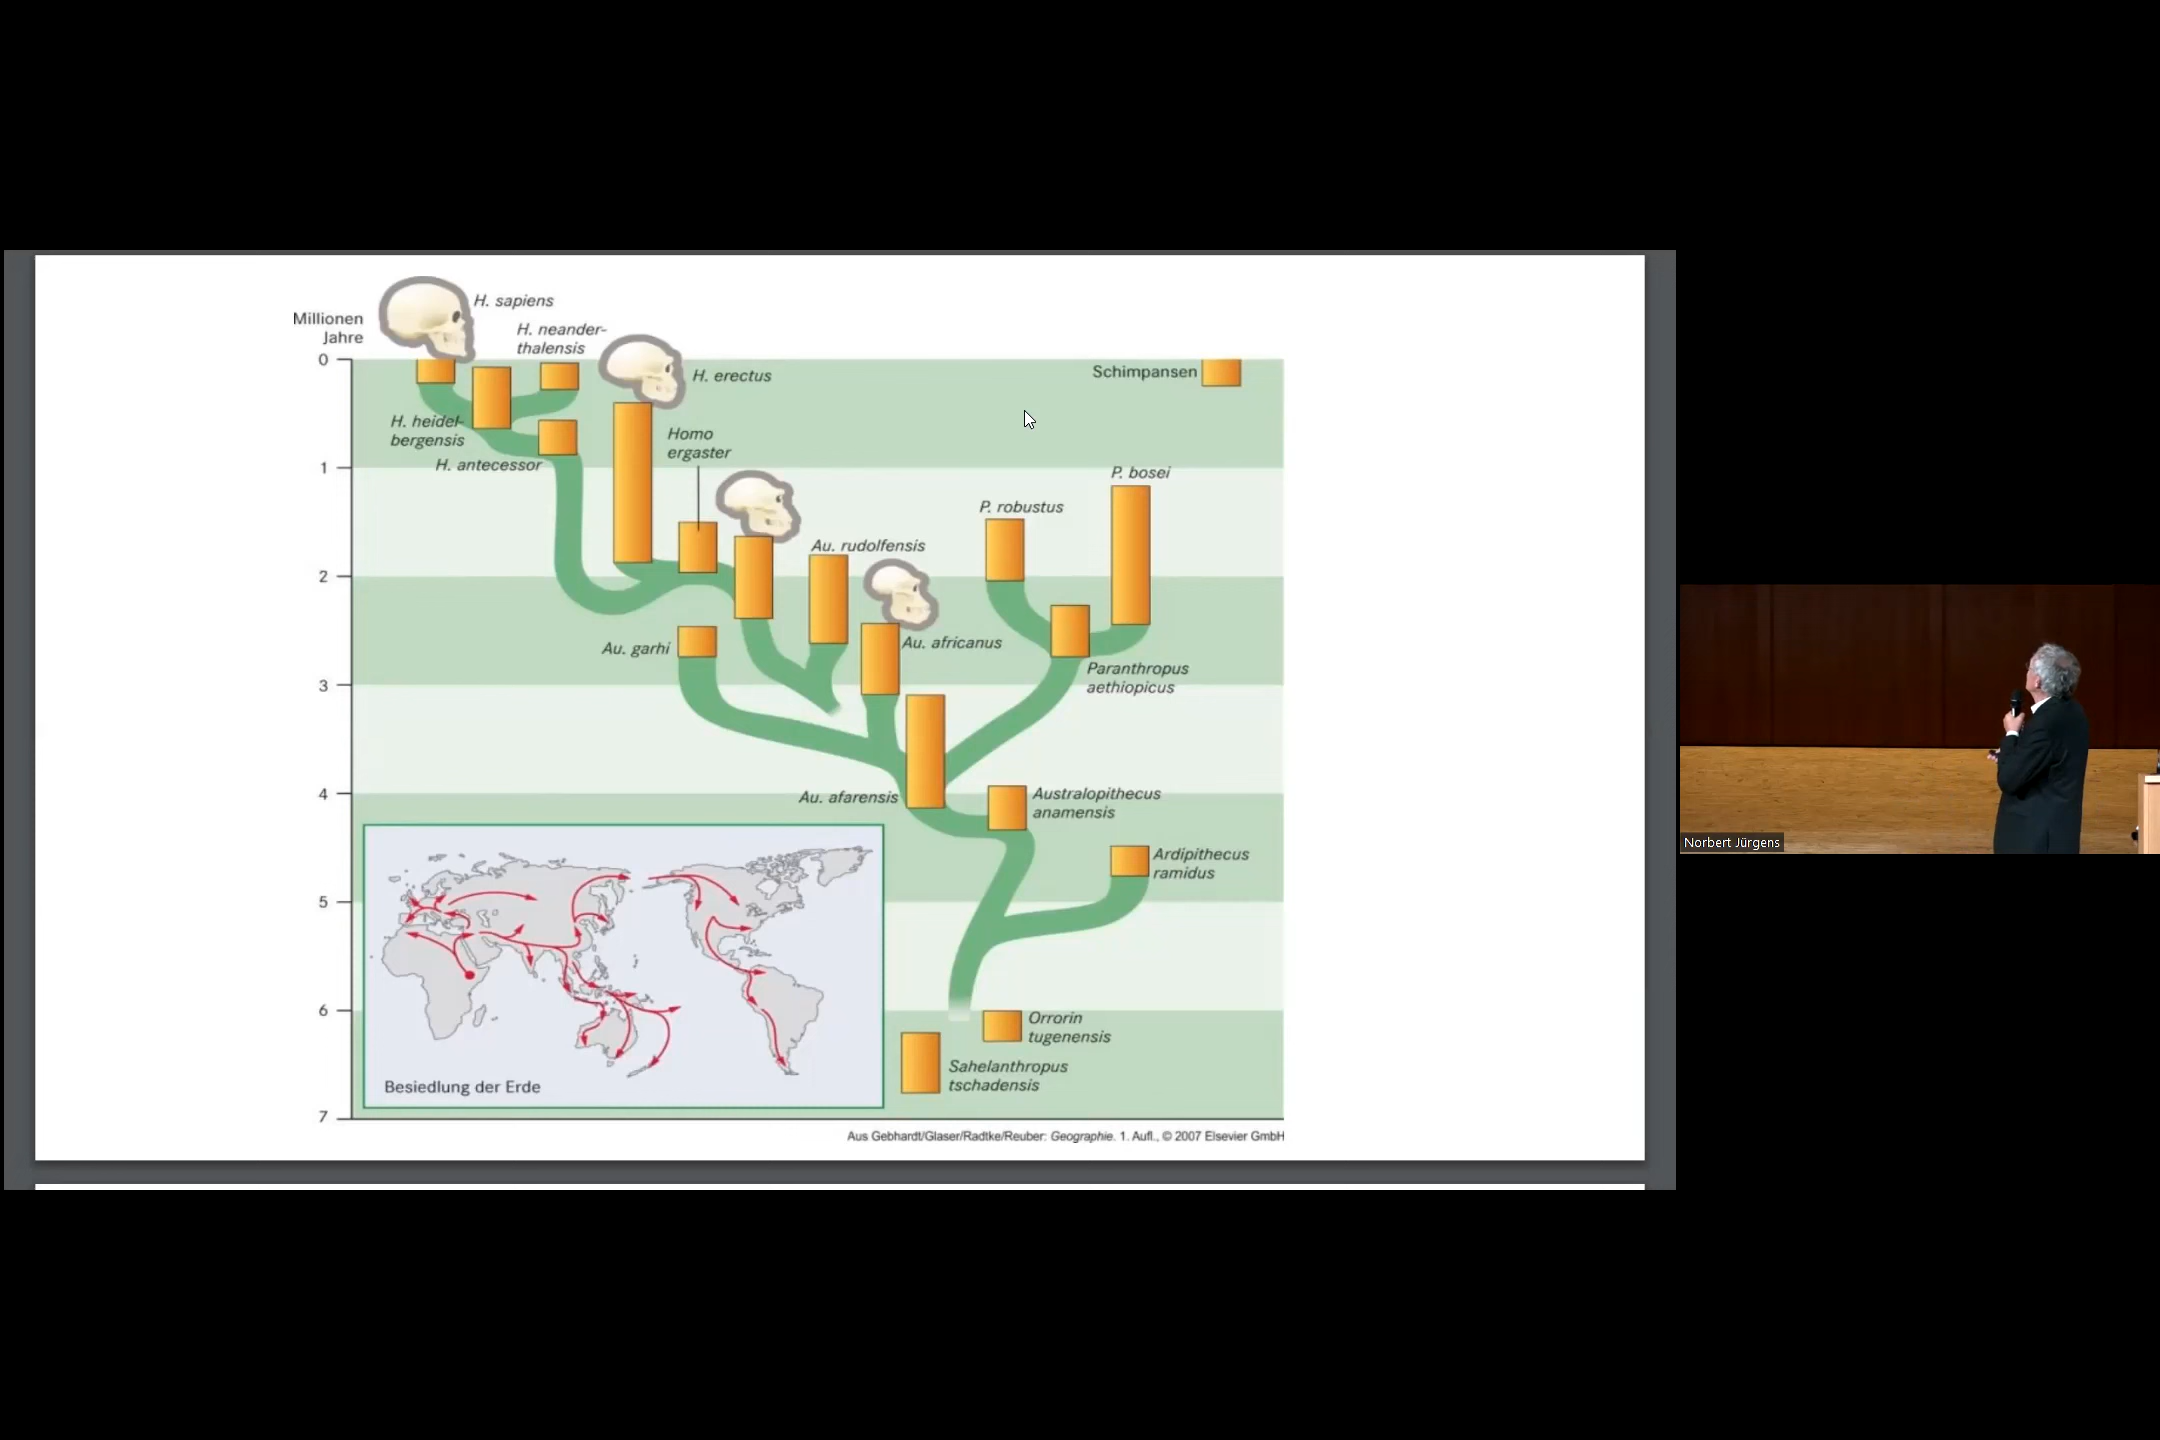 Millionen
Jahre
H. sapiens
H. neander-
thalensis
H. erectus
Schimpansen
H. heidel-
bergensis
H. antecessor
Homo
ergaster
P. bosei
P. robustus
Au. rudolfensis
Au. garhi
Au. africanus
Paranthropus
aethiopicus
Au. afarensis
Australopithecus
anamensis
Ardipithecus
ramidus
Orrorin
tugenensis
Sahelanthropus
tschadensis
0
1
2
3
4
5
6
7
Besiedlung der Erde
Aus Gebhardt/Glaser/Radtke/Reuber: Geographie. 1. Aufl., © 2007 Elsevier GmbH
Norbert Jürgens